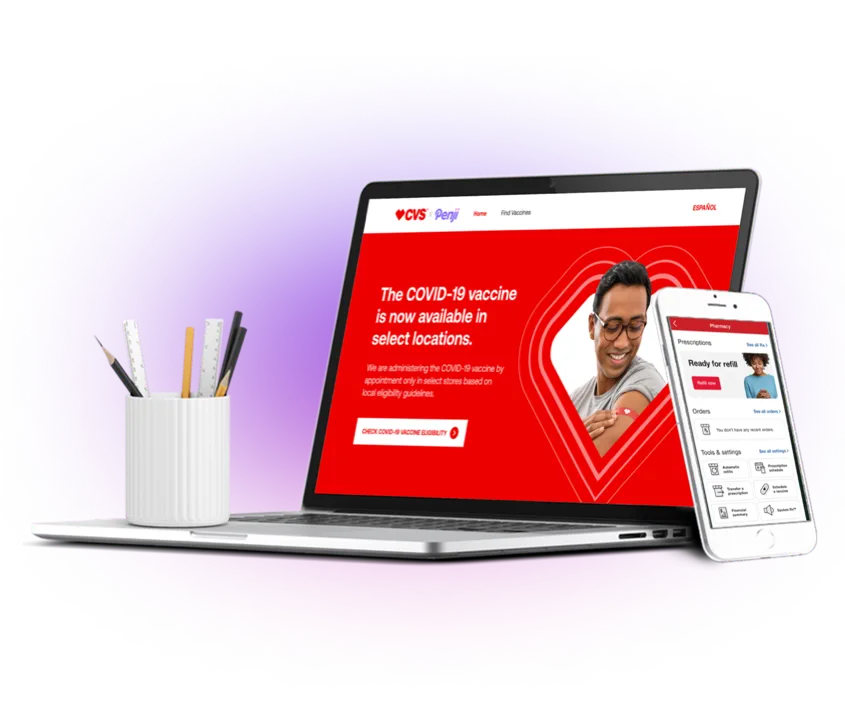 CVS Penji Home Find Vaccines ESPAÑOL
The COVID-19 vaccine
is now available in
select locations.
We are administering the COVID-19 vaccine by
appointment only in select stores based on
local eligibility guidelines.
CHECK COVID-19 VACCINE ELIGIBILITY
Pharmacy
Prescriptions
Ready for refill
Refill now
Orders See all orders
You don't have any recent orders.
Tools & settings See all settings
Automatic
refills
Prescription
schedule
Transfer a
prescription
Schedule
a vaccine
Financial
summary